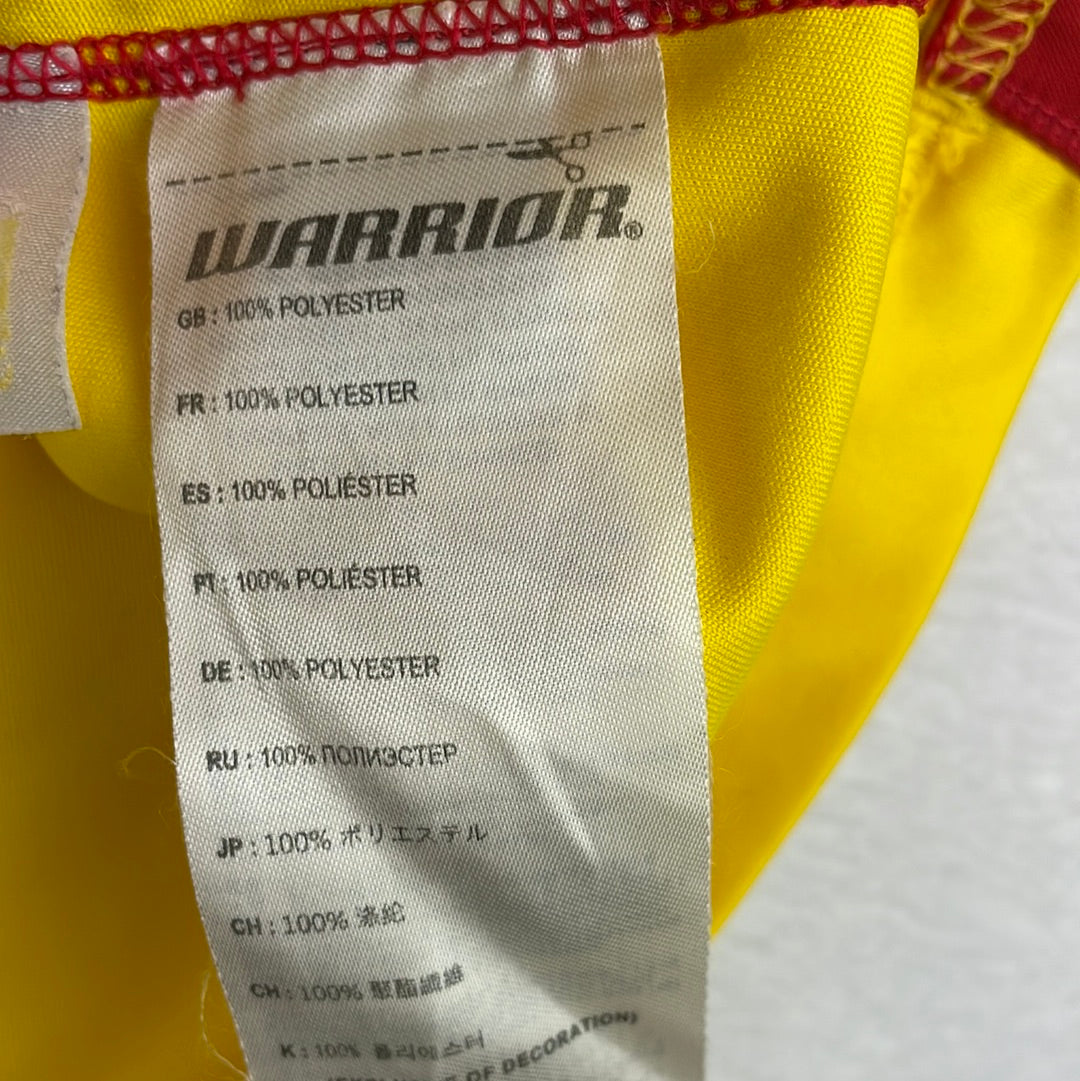 WARRIOR®
GB : 100% POLYESTER
FR : 100% POLYESTER
ES : 100% POLIÉSTER
PT : 100% POLIÉSTER
DE : 100% POLYESTER
RU : 100% ПОЛИЭСТЕР
JP : 100% ポリエステル
CH : 100% 涤纶
CH : 100% 聚酯纖維
K : 100% 폴리에스터
OF DECORATION)